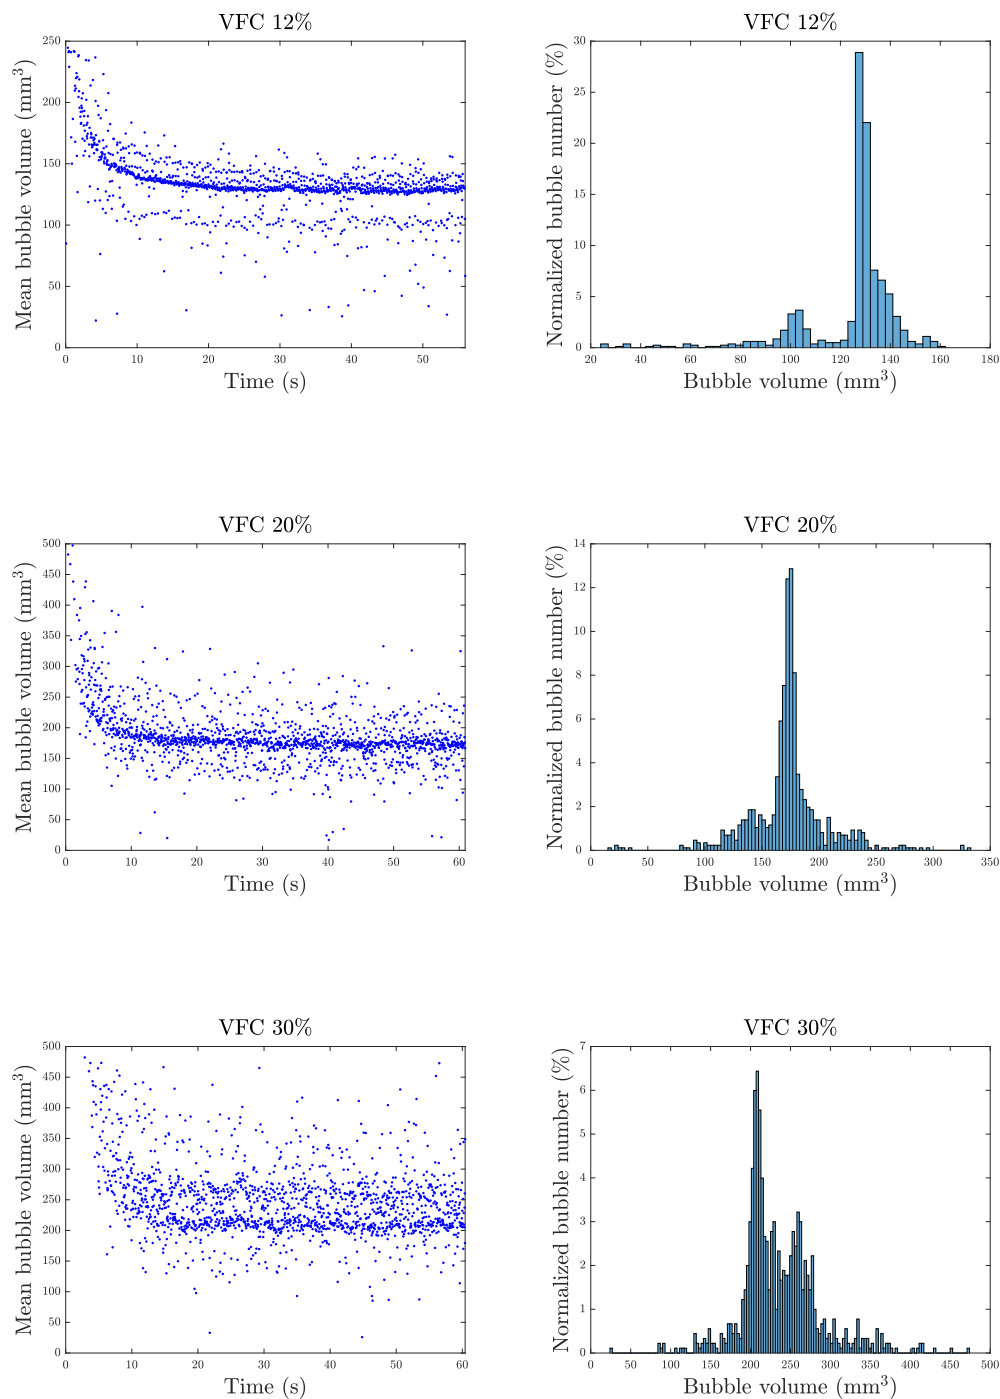 VFC 12%
Mean bubble volume (mm³)
250
200
150
100
50
0
0 10 20 30 40 50
Time (s)
VFC 12%
Normalized bubble number (%)
30
25
20
15
10
5
0
20 40 60 80 100 120 140 160 180
Bubble volume (mm³)
VFC 20%
Mean bubble volume (mm³)
500
450
400
350
300
250
200
150
100
50
0
0 10 20 30 40 50 60
Time (s)
VFC 20%
Normalized bubble number (%)
14
12
10
8
6
4
2
0
0 50 100 150 200 250 300 350
Bubble volume (mm³)
VFC 30%
Mean bubble volume (mm³)
500
450
400
350
300
250
200
150
100
50
0
0 10 20 30 40 50 60
Time (s)
VFC 30%
Normalized bubble number (%)
7
6
5
4
3
2
1
0
0 50 100 150 200 250 300 350 400 450 500
Bubble volume (mm³)